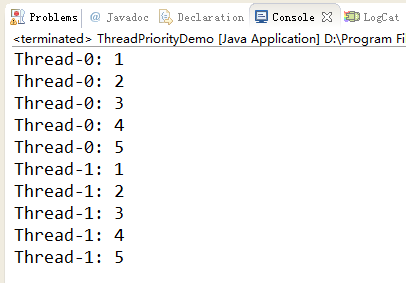 Problems @ Javadoc Declaration Console LogCat
<terminated> ThreadPriorityDemo [Java Application] D:\Program Fi
Thread-0: 1
Thread-0: 2
Thread-0: 3
Thread-0: 4
Thread-0: 5
Thread-1: 1
Thread-1: 2
Thread-1: 3
Thread-1: 4
Thread-1: 5